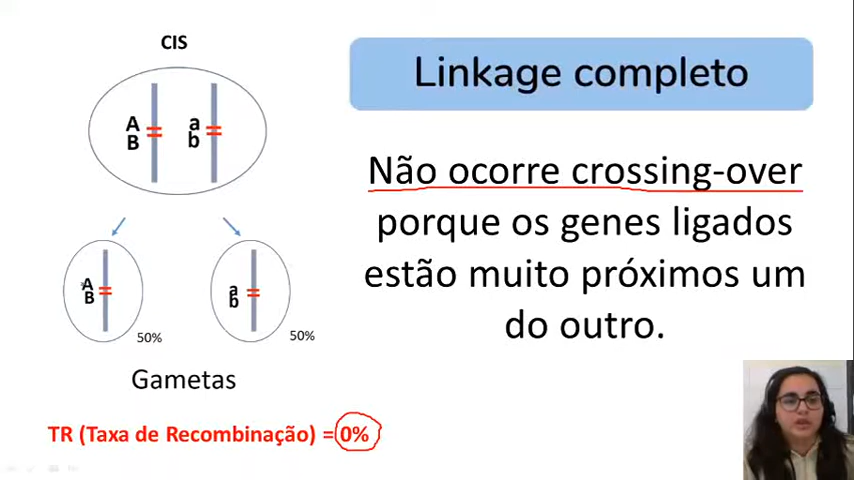 CIS
A
B
a
b
A
B
a
b
50%
50%
Gametas
TR (Taxa de Recombinação) = 0%
Linkage completo
Não ocorre crossing-over
porque os genes ligados
estão muito próximos um
do outro.